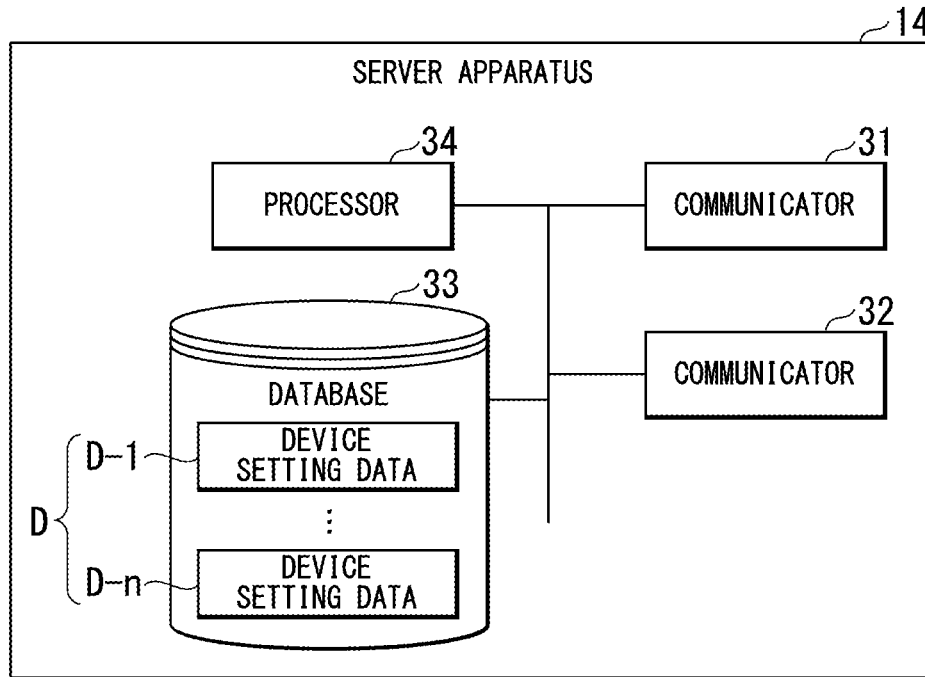 14
SERVER APPARATUS
34
PROCESSOR
31
COMMUNICATOR
33
32
COMMUNICATOR
DATABASE
D
D-1
DEVICE
SETTING DATA
⋮
D-n
DEVICE
SETTING DATA